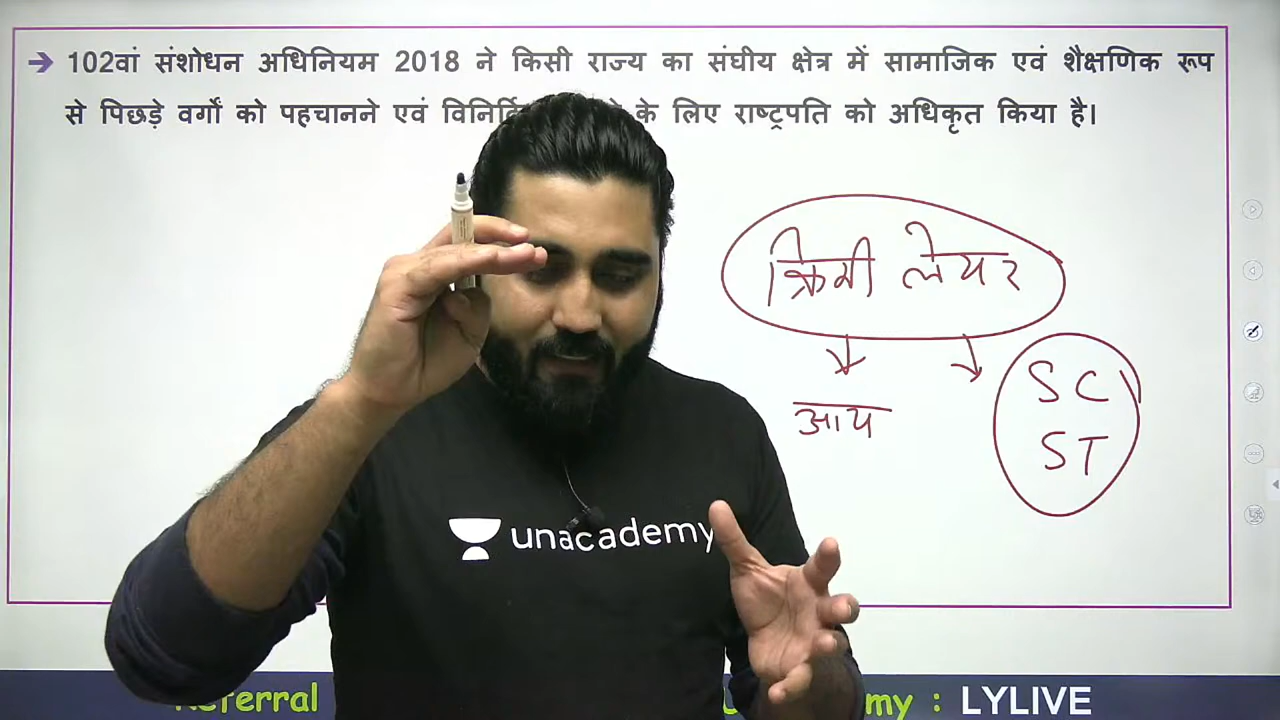 → 102वां संशोधन अधिनियम 2018 ने किसी राज्य का संघीय क्षेत्र में सामाजिक एवं शैक्षणिक रूप
से पिछड़े वर्गों को पहचानने एवं के लिए राष्ट्रपति को अधिकृत किया है।
क्रिमी लेयर
आय
SC
ST
unacademy
Referral my : LYLIVE